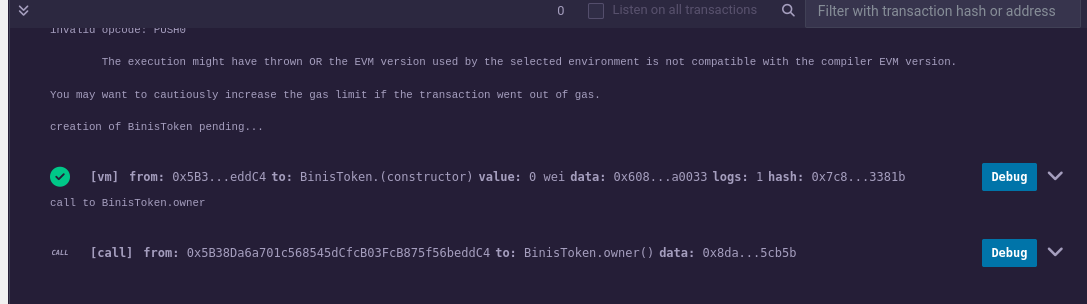 0 Listen on all transactions Filter with transaction hash or address
invalid opcode: PUSH0
The execution might have thrown OR the EVM version used by the selected environment is not compatible with the compiler EVM version.
You may want to cautiously increase the gas limit if the transaction went out of gas.
creation of BinisToken pending...
[vm] from: 0x5B3...eddC4 to: BinisToken.(constructor) value: 0 wei data: 0x608...a0033 logs: 1 hash: 0x7c8...3381b Debug
call to BinisToken.owner
CALL [call] from: 0x5B38Da6a701c568545dCfcB03FcB875f56beddC4 to: BinisToken.owner() data: 0x8da...5cb5b Debug